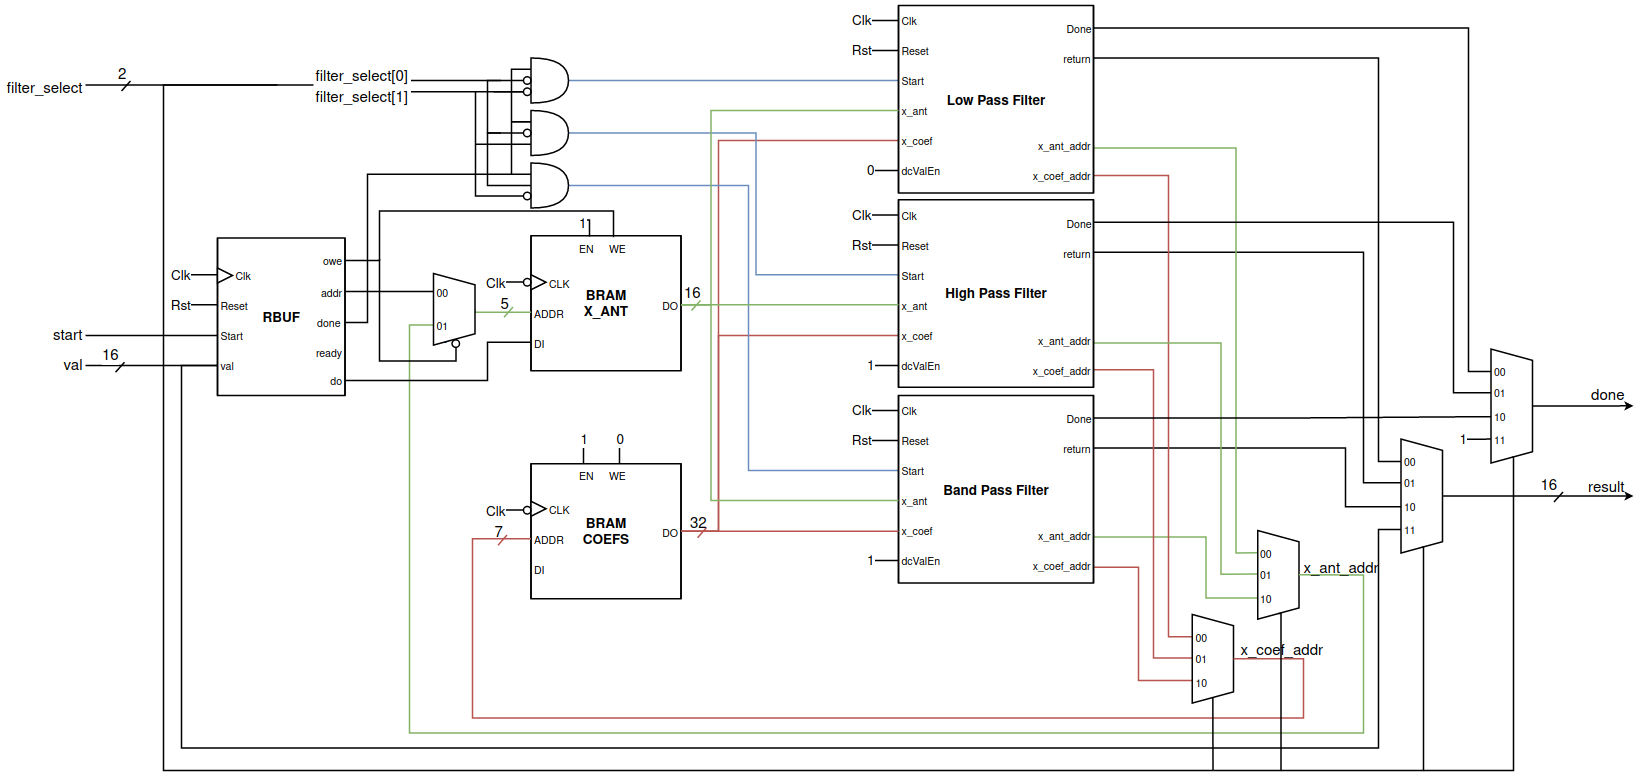 filter_select
2
filter_select[0]
filter_select[1]
start
val
16
Clk
Rst
Clk
Reset
Start
val
RBUF
owe
addr
done
ready
do
00
01
5
1
EN WE
Clk
CLK
ADDR
DI
BRAM
X_ANT
DO
16
1 0
EN WE
Clk
CLK
7
ADDR
DI
BRAM
COEFS
DO
32
Clk
Rst
0
Clk
Reset
Start
x_ant
x_coef
dcValEn
Low Pass Filter
Done
return
x_ant_addr
x_coef_addr
Clk
Rst
1
Clk
Reset
Start
x_ant
x_coef
dcValEn
High Pass Filter
Done
return
x_ant_addr
x_coef_addr
Clk
Rst
1
Clk
Reset
Start
x_ant
x_coef
dcValEn
Band Pass Filter
Done
return
x_ant_addr
x_coef_addr
00
01
10
1
11
done
00
01
10
11
16
result
00
01
10
x_ant_addr
00
01
10
x_coef_addr